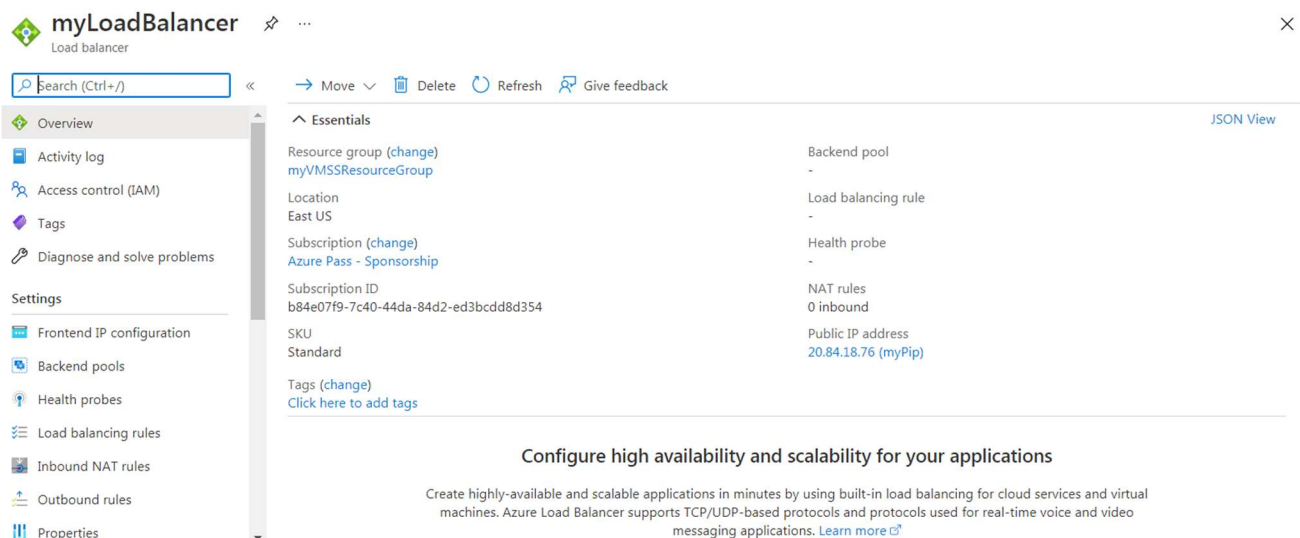 myLoadBalancer
Load balancer
Search (Ctrl+/)
Overview
Activity log
Access control (IAM)
Tags
Diagnose and solve problems
Settings
Frontend IP configuration
Backend pools
Health probes
Load balancing rules
Inbound NAT rules
Outbound rules
Properties
Move
Delete
Refresh
Give feedback
Essentials
JSON View
Resource group (change)
myVMSSResourceGroup
Location
East US
Subscription (change)
Azure Pass - Sponsorship
Subscription ID
b84e07f9-7c40-44da-84d2-ed3bcdd8d354
SKU
Standard
Tags (change)
Click here to add tags
Backend pool
-
Load balancing rule
-
Health probe
-
NAT rules
0 inbound
Public IP address
20.84.18.76 (myPip)
Configure high availability and scalability for your applications
Create highly-available and scalable applications in minutes by using built-in load balancing for cloud services and virtual
machines. Azure Load Balancer supports TCP/UDP-based protocols and protocols used for real-time voice and video
messaging applications. Learn more